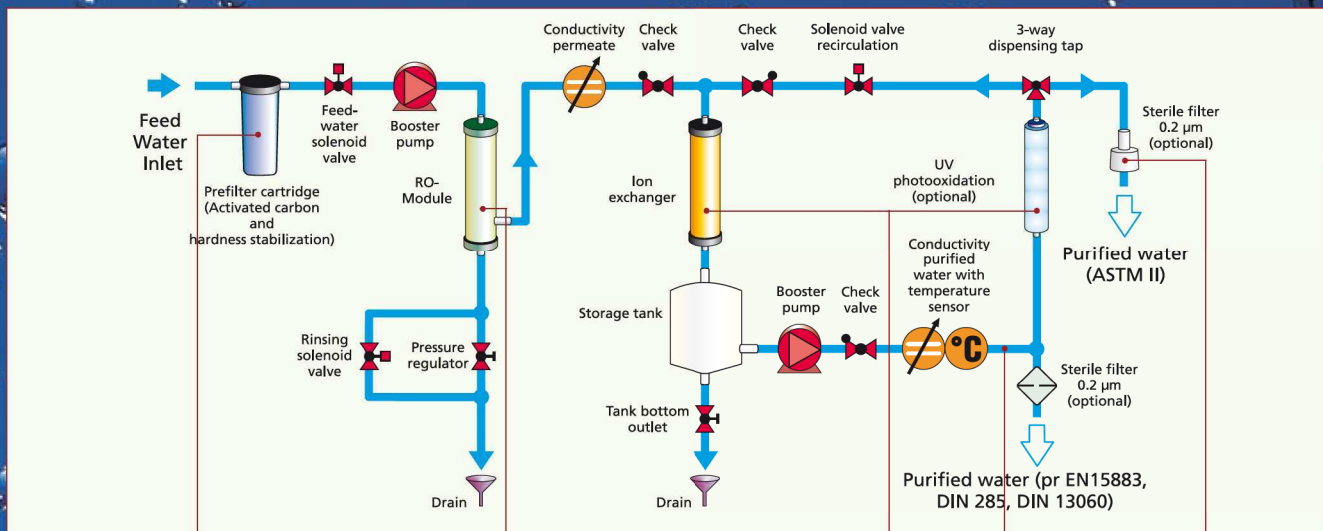 Feed
Water
Inlet
Prefilter cartridge
(Activated carbon
and
hardness stabilization)
Feed-
water
solenoid
valve
Booster
pump
RO-
Module
Rinsing
solenoid
valve
Pressure
regulator
Drain
Conductivity
permeate
Check
valve
Check
valve
Solenoid valve
recirculation
3-way
dispensing tap
Ion
exchanger
Storage tank
Tank bottom
outlet
Drain
Booster
pump
Check
valve
Conductivity
purified
water with
temperature
sensor
°C
UV
photooxidation
(optional)
Sterile filter
0.2 µm
(optional)
Purified water
(ASTM II)
Sterile filter
0.2 µm
(optional)
Purified water (pr EN15883,
DIN 285, DIN 13060)